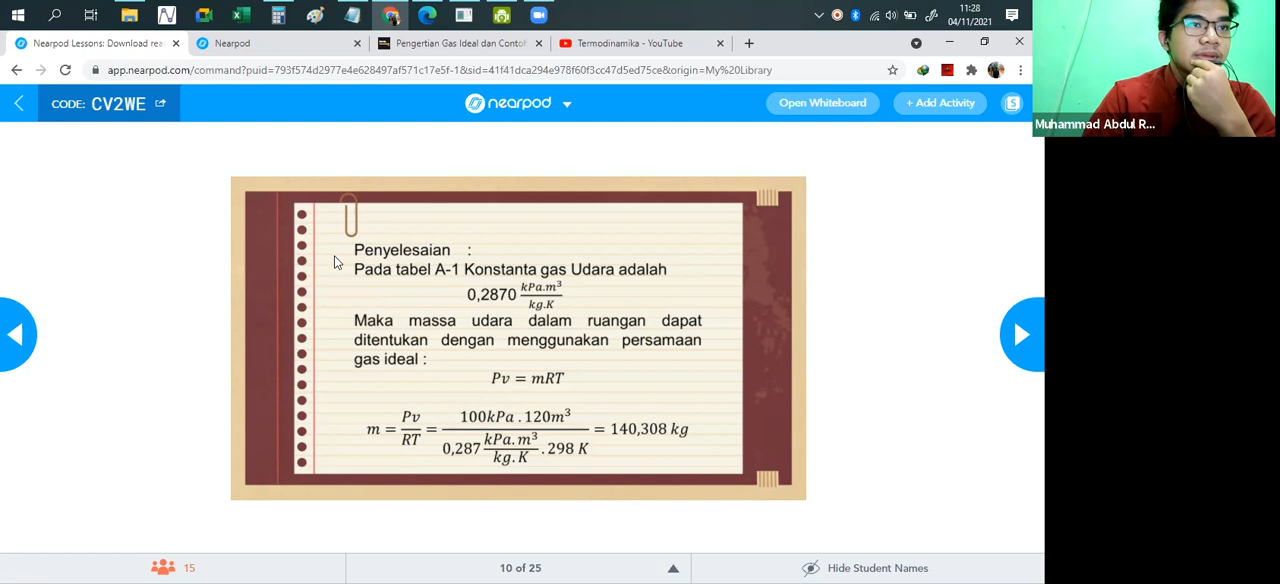 11:28
04/11/2021
Nearpod Lessons: Download rea
Nearpod
Pengertian Gas Ideal dan Contoh
Termodinamika - YouTube
app.nearpod.com/command?puid=793f574d2977e4e628497af571c17e5f-1&sid=41f41dca294e978f60f3cc47d5ed75ce&origin=My%20Library
CODE: CV2WE
nearpod
Open Whiteboard
+ Add Activity
S
Muhammad Abdul R...
Penyelesaian :
Pada tabel A-1 Konstanta gas Udara adalah
0,2870 kPa.m³/kg.K
Maka massa udara dalam ruangan dapat
ditentukan dengan menggunakan persamaan
gas ideal :
Pv = mRT
m = Pv/RT = 100kPa . 120m³ / 0,287 kPa.m³/kg.K . 298 K = 140,308 kg
15
10 of 25
Hide Student Names